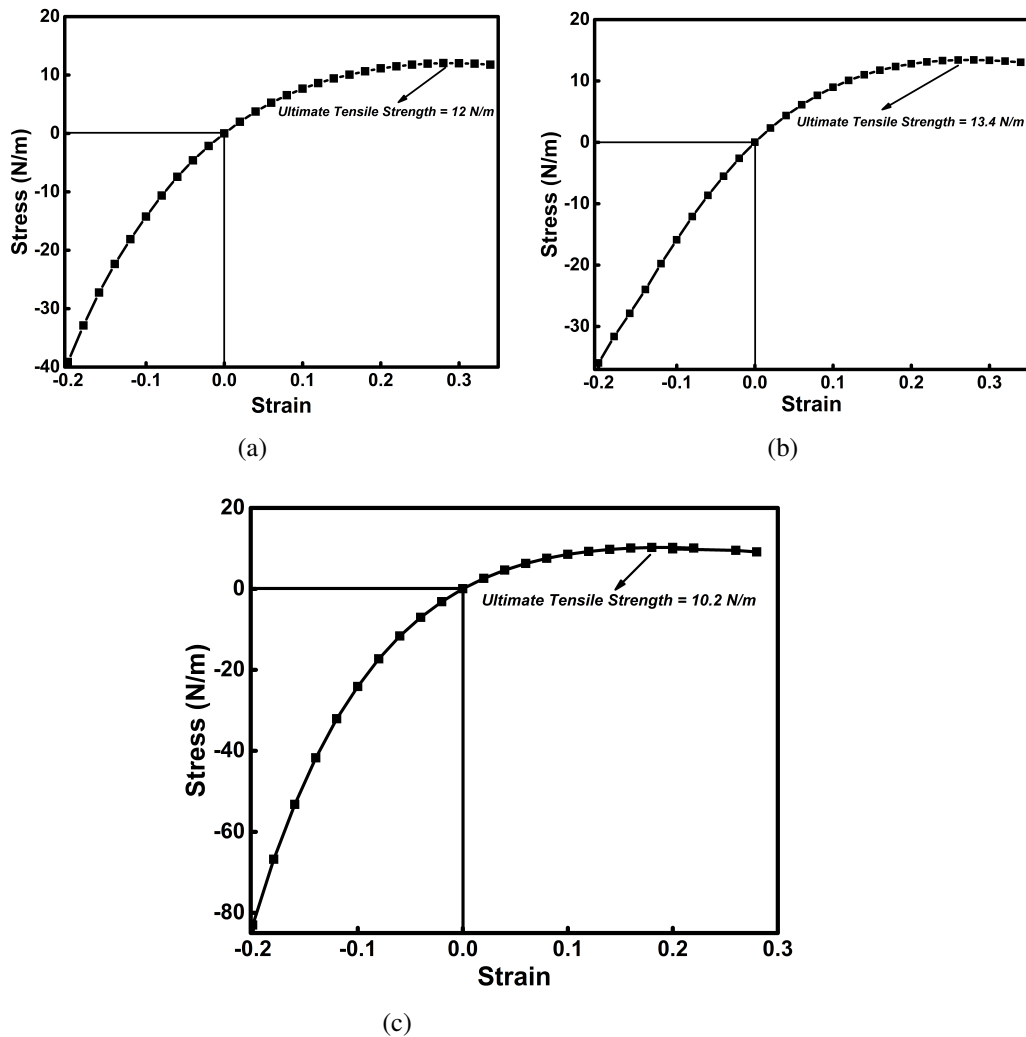 20
10
0
-10
-20
-30
-40
-0.2 -0.1 0.0 0.1 0.2 0.3
Stress (N/m)
Strain
Ultimate Tensile Strength = 12 N/m
(a)
20
10
0
-10
-20
-30
-0.2 -0.1 0.0 0.1 0.2 0.3
Stress (N/m)
Strain
Ultimate Tensile Strength = 13.4 N/m
(b)
20
0
-20
-40
-60
-80
-0.2 -0.1 0.0 0.1 0.2 0.3
Stress (N/m)
Strain
Ultimate Tensile Strength = 10.2 N/m
(c)